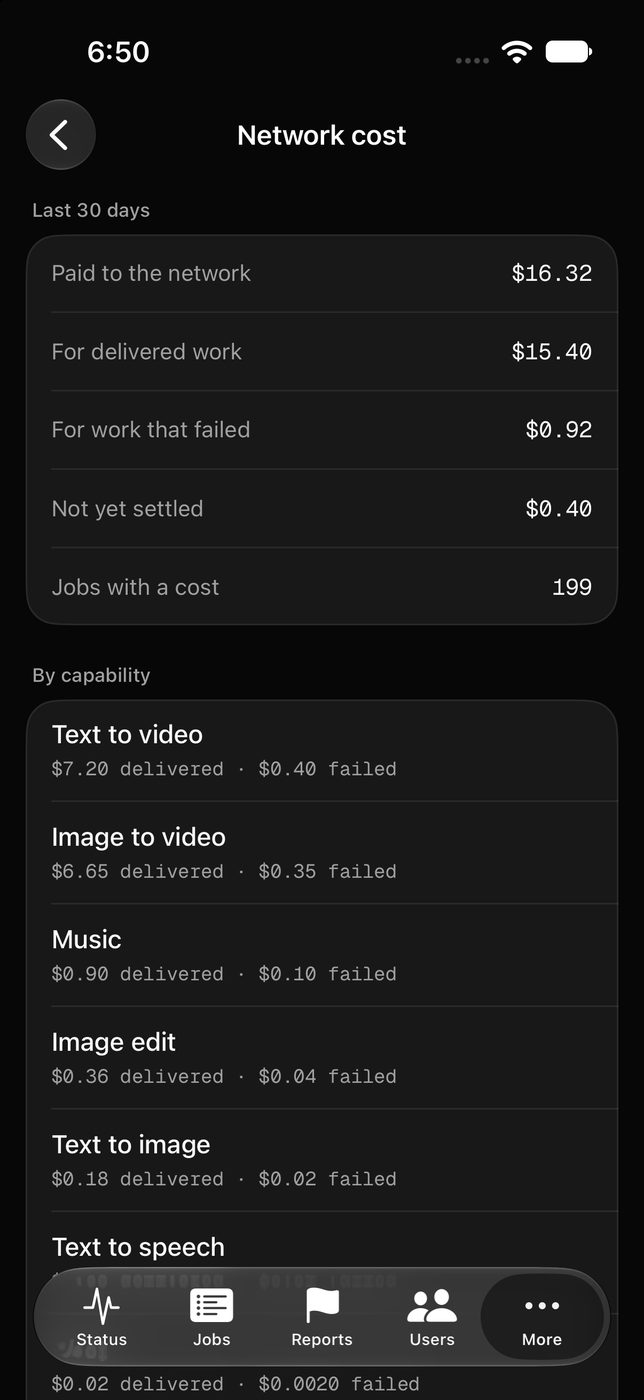 6:50
Network cost
Last 30 days
Paid to the network $16.32
For delivered work $15.40
For work that failed $0.92
Not yet settled $0.40
Jobs with a cost 199
By capability
Text to video
$7.20 delivered · $0.40 failed
Image to video
$6.65 delivered · $0.35 failed
Music
$0.90 delivered · $0.10 failed
Image edit
$0.36 delivered · $0.04 failed
Text to image
$0.18 delivered · $0.02 failed
Text to speech
Status Jobs Reports Users More
$0.02 delivered · $0.0020 failed